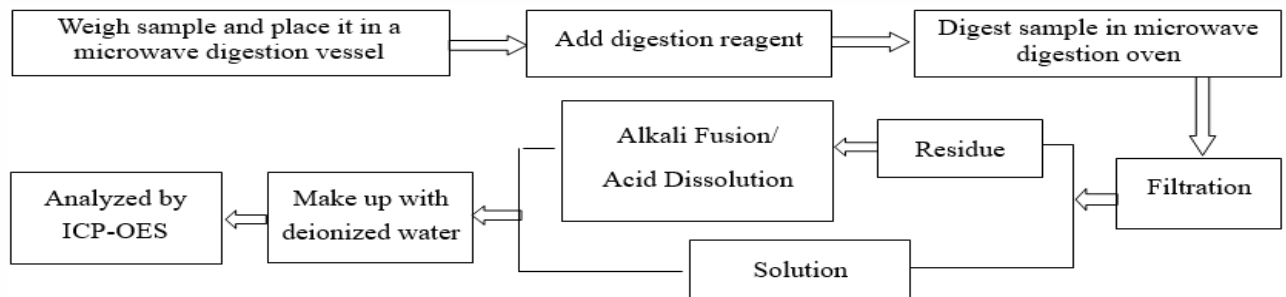 Weigh sample and place it in a
microwave digestion vessel
Add digestion reagent
Digest sample in microwave
digestion oven
Filtration
Residue
Alkali Fusion/
Acid Dissolution
Solution
Make up with
deionized water
Analyzed by
ICP-OES